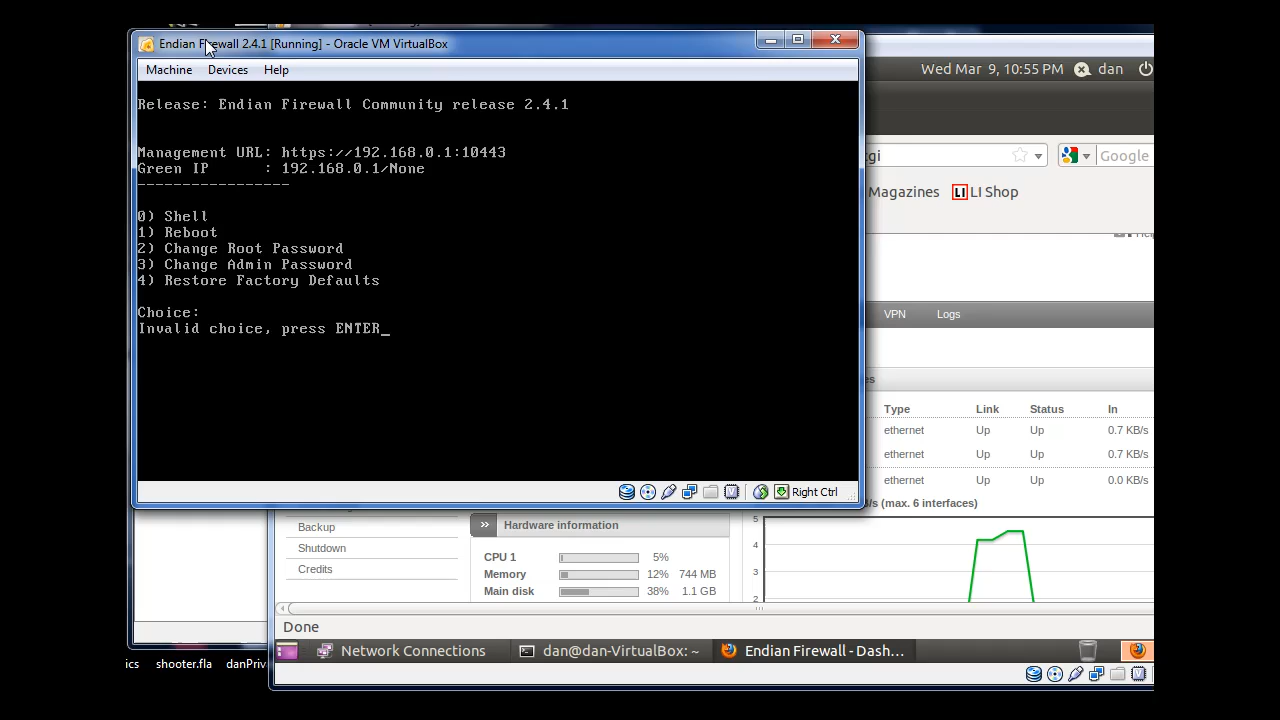 Endian Firewall 2.4.1 [Running] - Oracle VM VirtualBox
Machine Devices Help
Release: Endian Firewall Community release 2.4.1
Management URL: https://192.168.0.1:10443
Green IP : 192.168.0.1/None
-----------------
0) Shell
1) Reboot
2) Change Root Password
3) Change Admin Password
4) Restore Factory Defaults
Choice:
Invalid choice, press ENTER_
Right Ctrl
Wed Mar 9, 10:55 PM dan
Google
Magazines LI LI Shop
VPN Logs
Type Link Status In
ethernet Up Up 0.7 KB/s
ethernet Up Up 0.7 KB/s
ethernet Up Up 0.0 KB/s
(max. 6 interfaces)
5
4
3
2
Backup
Shutdown
Credits
Hardware information
CPU 1 5%
Memory 12% 744 MB
Main disk 38% 1.1 GB
Done
Network Connections dan@dan-VirtualBox: ~ Endian Firewall - Dash...
ics shooter.fla danPriv